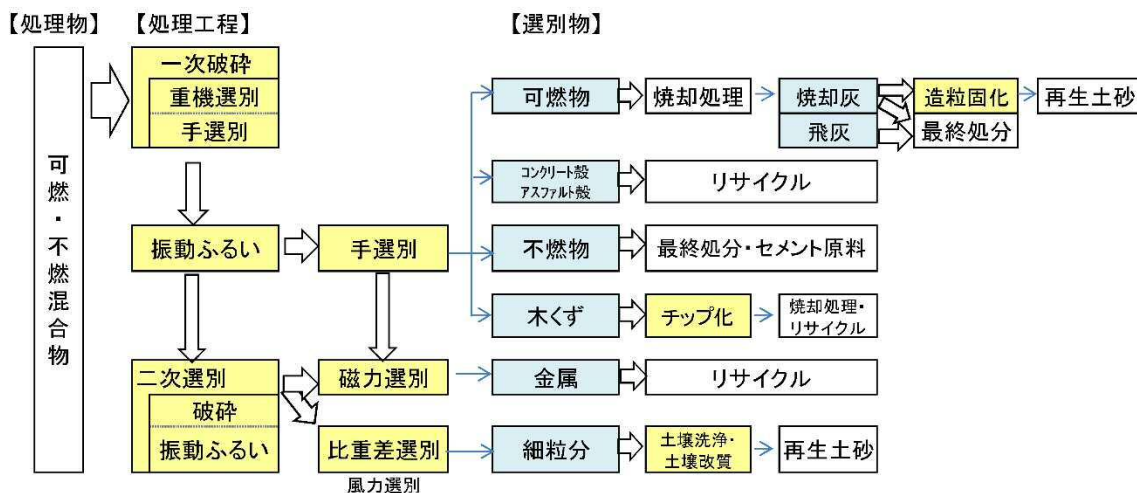 【処理物】
【処理工程】
【選別物】
可燃・不燃混合物
一次破砕
重機選別
手選別
振動ふるい
手選別
二次選別
破砕
振動ふるい
磁力選別
比重差選別
風力選別
可燃物
焼却処理
焼却灰
飛灰
造粒固化
最終処分
再生土砂
コンクリート殻
アスファルト殻
リサイクル
不燃物
最終処分・セメント原料
木くず
チップ化
焼却処理・
リサイクル
金属
リサイクル
細粒分
土壌洗浄・
土壌改質
再生土砂